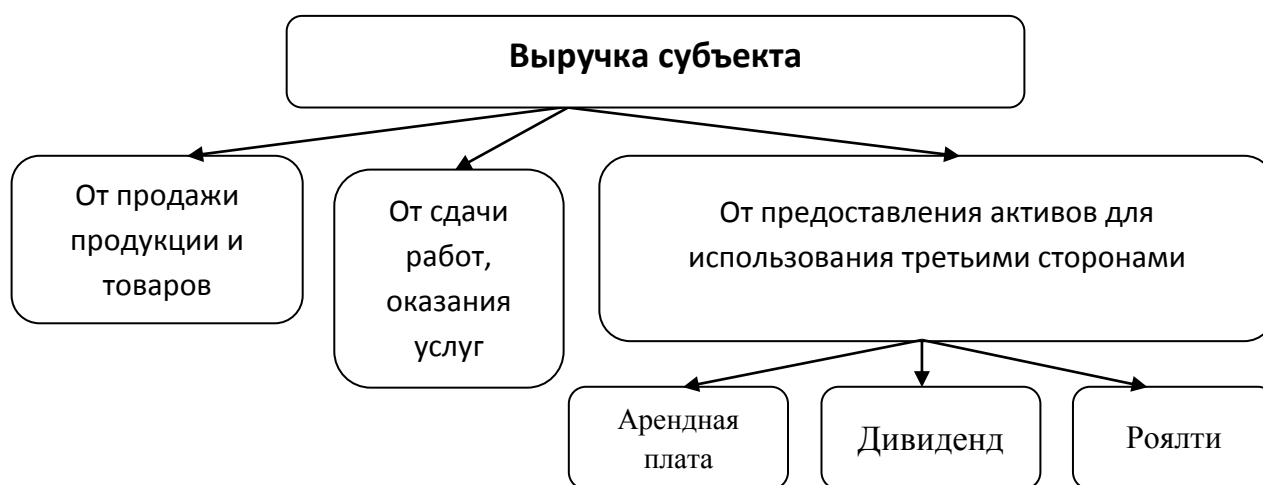 Выручка субъекта
От продажи
продукции и
товаров
От сдачи
работ,
оказания
услуг
От предоставления активов для
использования третьими сторонами
Арендная
плата
Дивиденд
Роялти